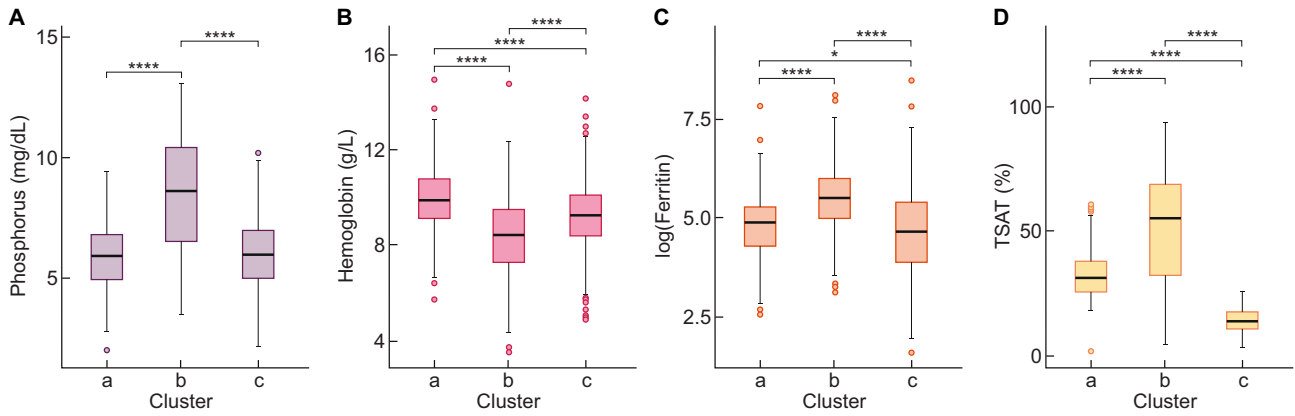 A
Phosphorus (mg/dL)
15
10
5
****
****
a b c
Cluster
B
Hemoglobin (g/L)
16
12
8
4
****
****
****
a b c
Cluster
C
log(Ferritin)
7.5
5.0
2.5
****
*
****
a b c
Cluster
D
TSAT (%)
100
50
0
****
****
****
a b c
Cluster